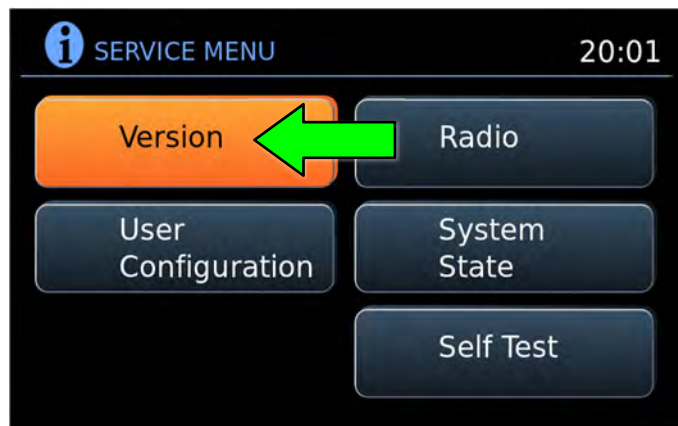 i SERVICE MENU 20:01
Version
Radio
User
Configuration
System
State
Self Test